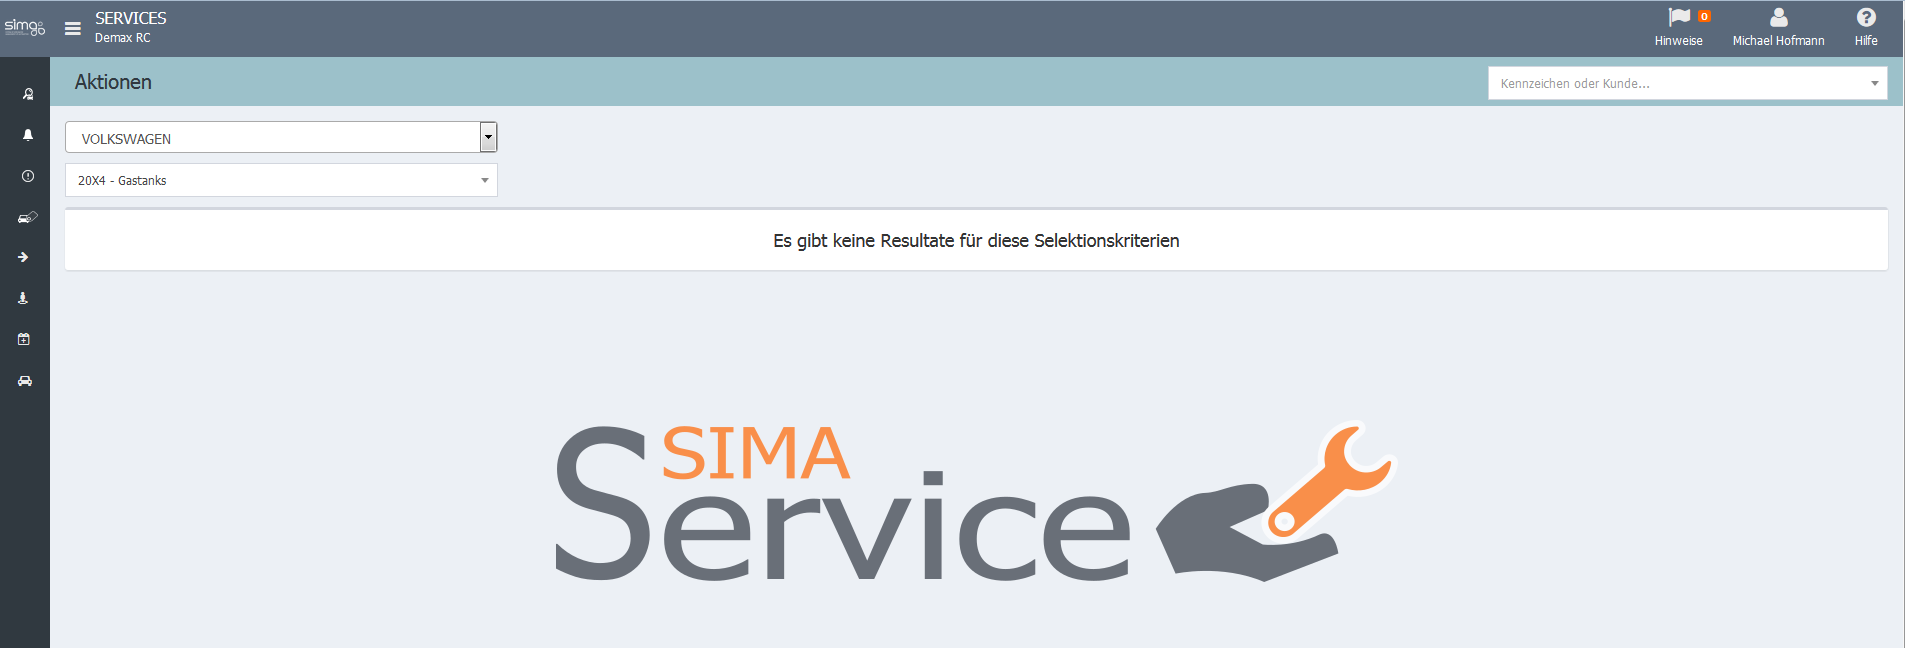 SERVICES
Demax RC
0
Hinweise
Michael Hofmann
Hilfe
Aktionen
Kennzeichen oder Kunde...
VOLKSWAGEN
20X4 - Gastanks
Es gibt keine Resultate für diese Selektionskriterien
SIMA
Service